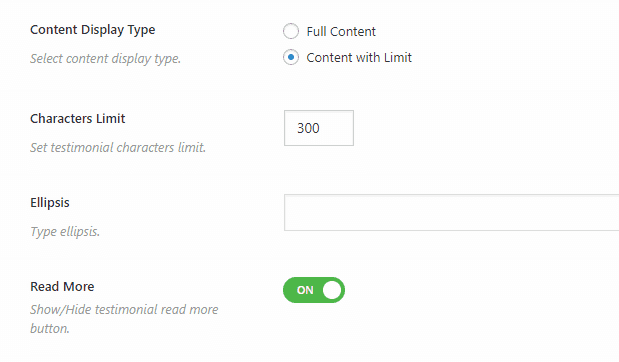 Content Display Type
Full Content
Select content display type.
Content with Limit
Characters Limit
300
Set testimonial characters limit.
Ellipsis
Type ellipsis.
Read More
ON
Show/Hide testimonial read more
button.